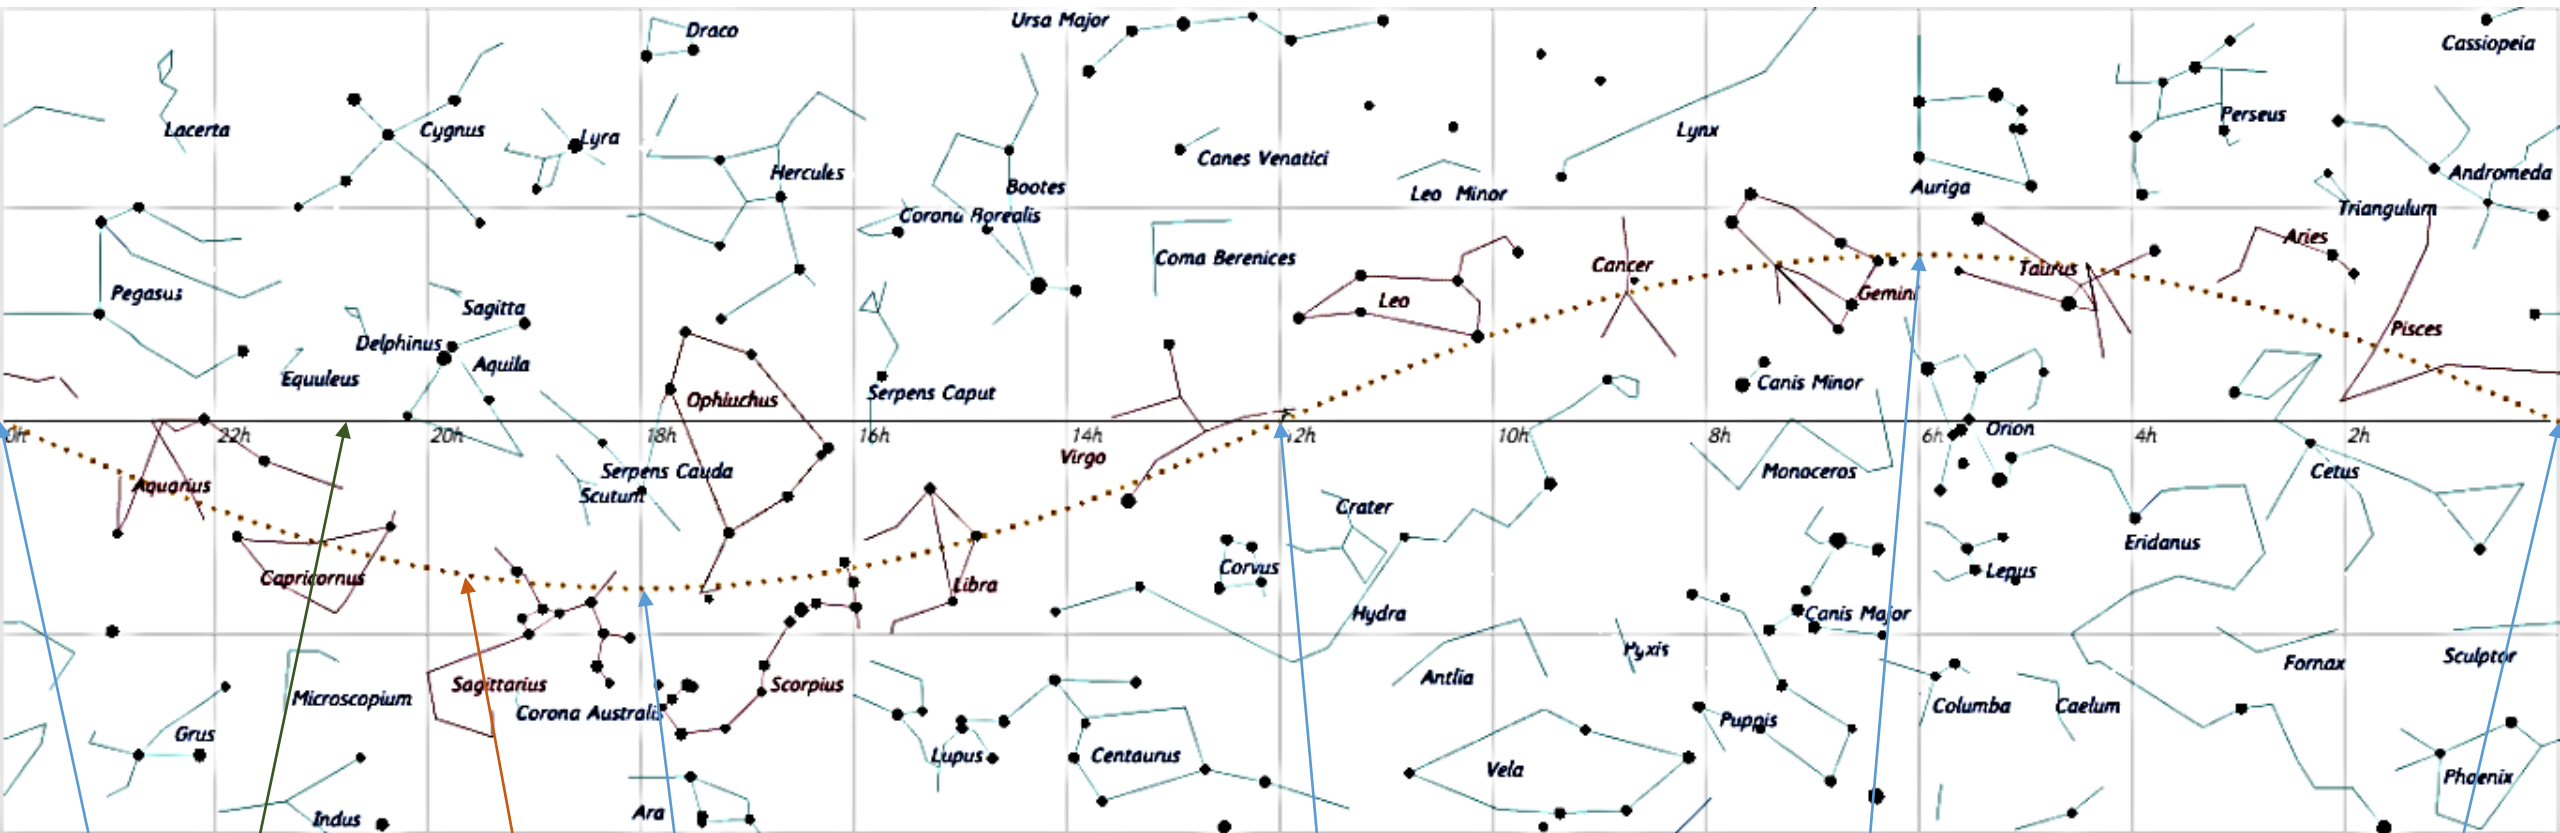 Draco
Ursa Major
Cassiopeia
Lacerta
Cygnus
Lyra
Hercules
Bootes
Canes Venatici
Leo Minor
Lynx
Auriga
Perseus
Andromeda
Triangulum
Corona Borealis
Coma Berenices
Pegasus
Sagitta
Delphinus
Aquila
Equuleus
Ophiuchus
Serpens Caput
Leo
Cancer
Gemini
Taurus
Aries
Pisces
Canis Minor
0h
22h
20h
18h
16h
14h
12h
10h
8h
6h
4h
2h
Orion
Virgo
Aquarius
Serpens Cauda
Scutum
Crater
Monoceros
Cetus
Capricornus
Corvus
Libra
Hydra
Canis Major
Lepus
Eridanus
Microscopium
Sagittarius
Corona Australis
Scorpius
Antlia
Pyxis
Puppis
Columba
Caelum
Fornax
Sculptor
Grus
Indus
Ara
Lupus
Centaurus
Vela
Phoenix